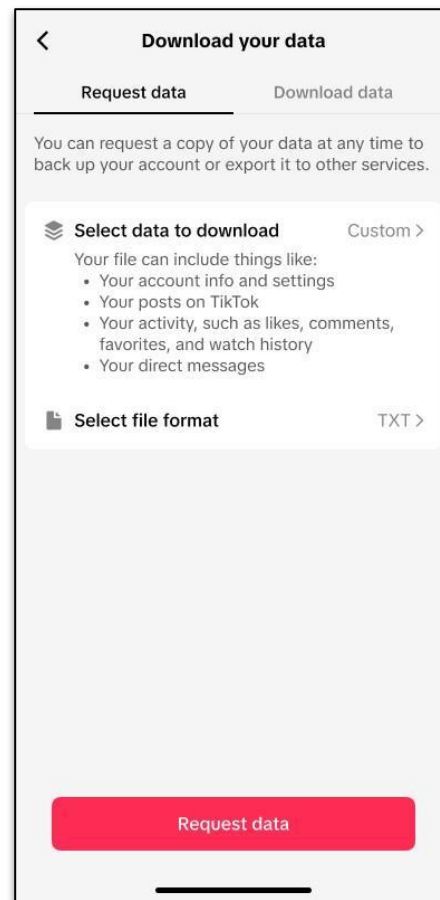 Download your data
Request data
Download data
You can request a copy of your data at any time to
back up your account or export it to other services.
Select data to download
Custom >
Your file can include things like:
• Your account info and settings
• Your posts on TikTok
• Your activity, such as likes, comments,
favorites, and watch history
• Your direct messages
Select file format
TXT >
Request data